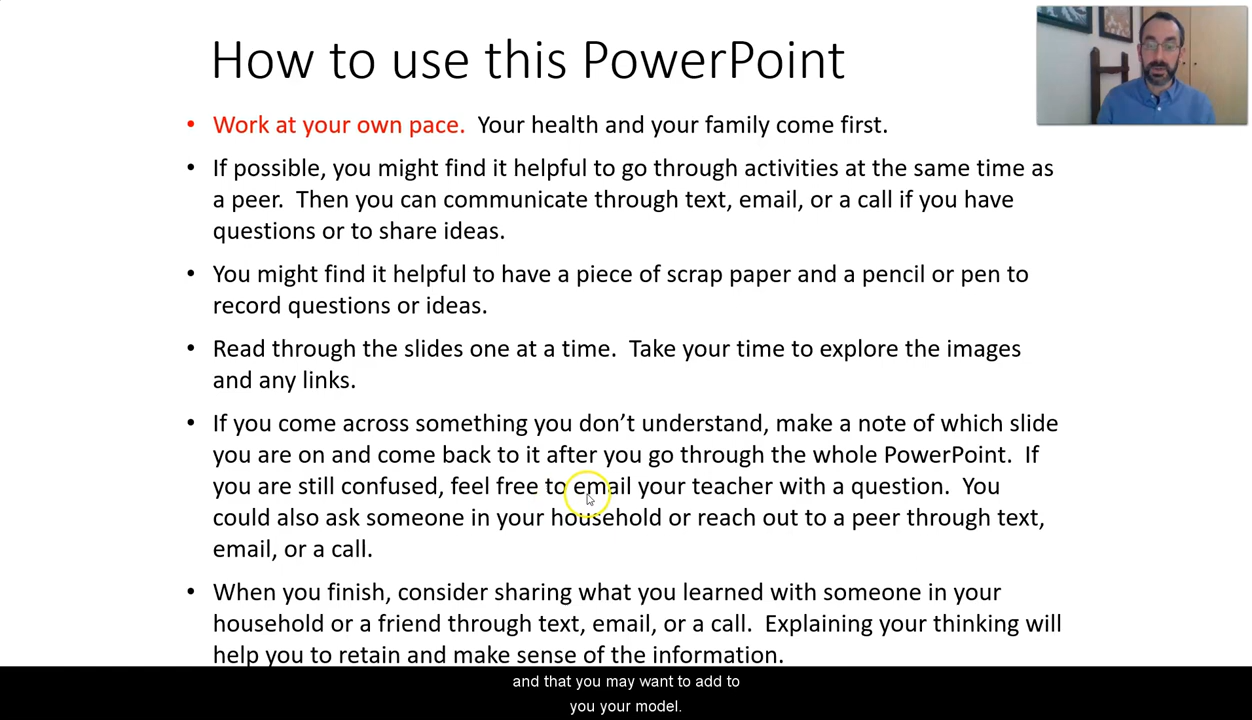 How to use this PowerPoint
• Work at your own pace. Your health and your family come first.
• If possible, you might find it helpful to go through activities at the same time as
a peer. Then you can communicate through text, email, or a call if you have
questions or to share ideas.
• You might find it helpful to have a piece of scrap paper and a pencil or pen to
record questions or ideas.
• Read through the slides one at a time. Take your time to explore the images
and any links.
• If you come across something you don’t understand, make a note of which slide
you are on and come back to it after you go through the whole PowerPoint. If
you are still confused, feel free to email your teacher with a question. You
could also ask someone in your household or reach out to a peer through text,
email, or a call.
• When you finish, consider sharing what you learned with someone in your
household or a friend through text, email, or a call. Explaining your thinking will
help you to retain and make sense of the information.
and that you may want to add to
you your model.